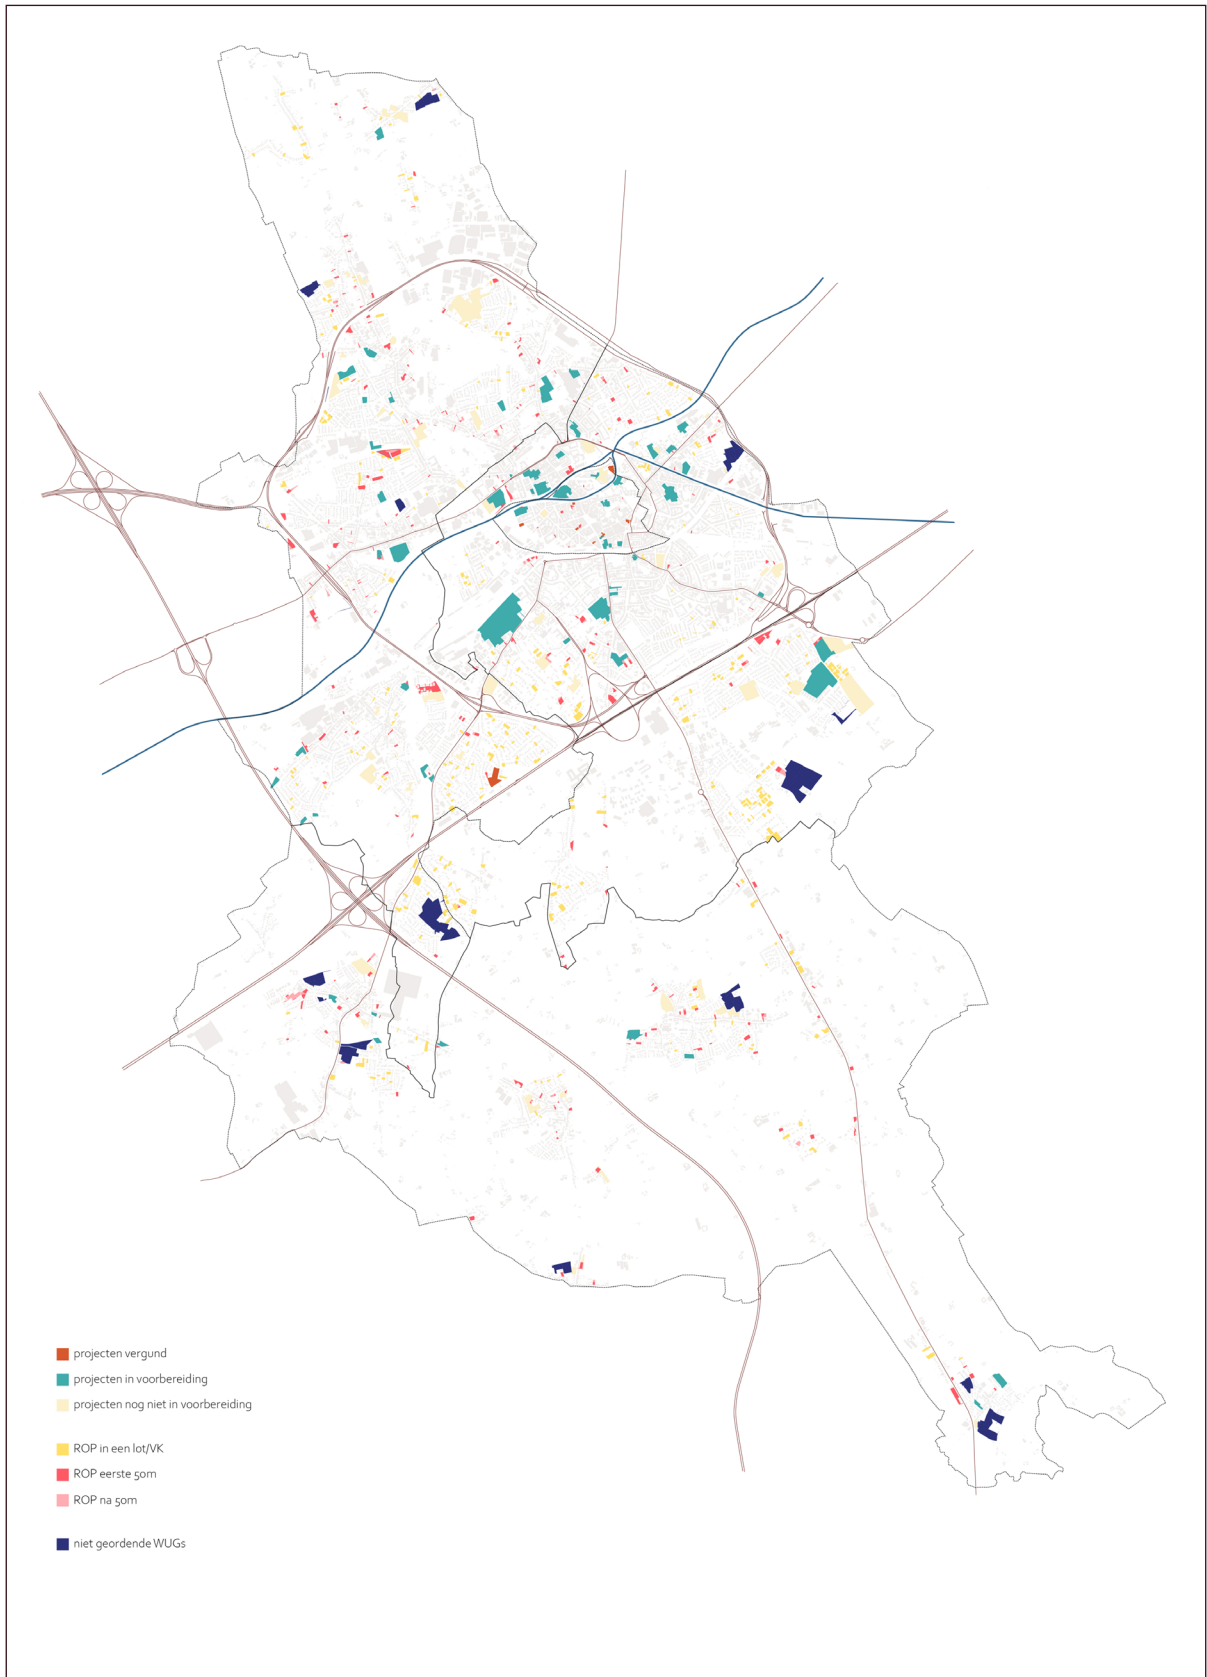 projecten vergund
projecten in voorbereiding
projecten nog niet in voorbereiding
ROP in een lot/VK
ROP eerste 50m
ROP na 50m
niet geordende WUGs